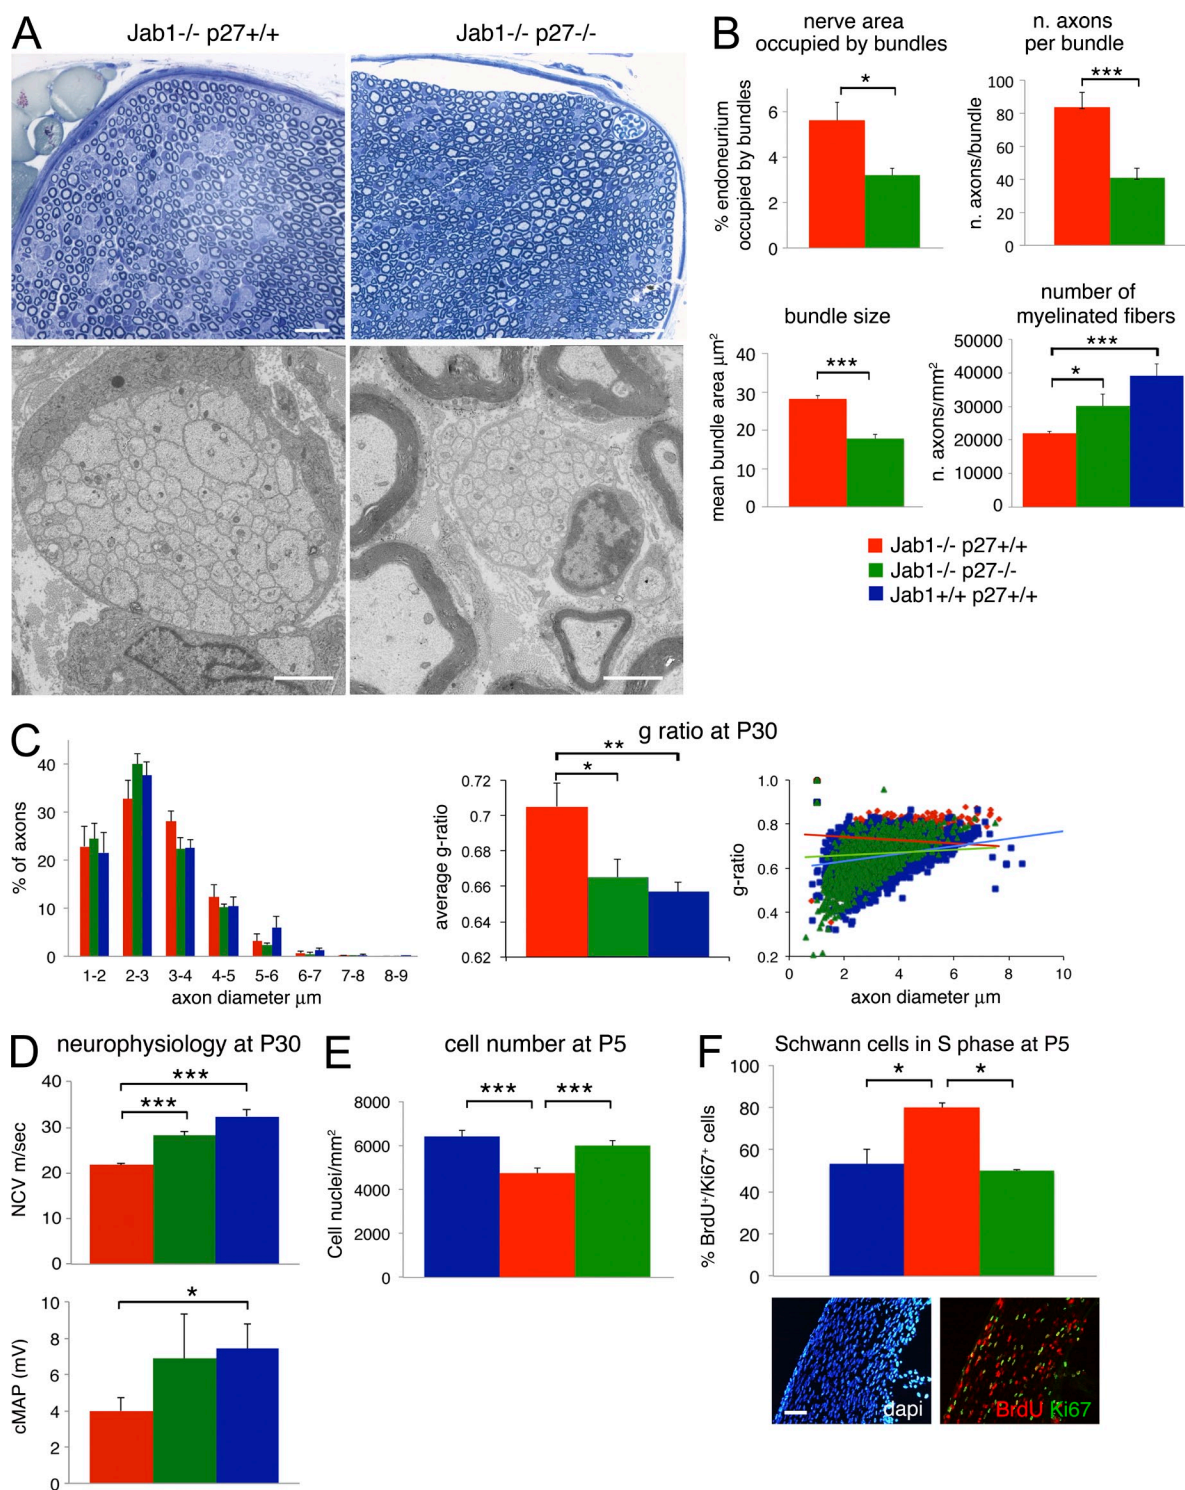 A
Jab1-/- p27+/+
Jab1-/- p27-/-
B
nerve area
occupied by bundles
% endoneurium
occupied by bundles
6
4
2
0
*
n. axons
per bundle
n. axons/bundle
100
80
60
40
20
0
***
bundle size
mean bundle area μm²
40
30
20
10
0
***
number of
myelinated fibers
n. axons/mm²
50000
40000
30000
20000
10000
0
***
*
Jab1-/- p27+/+
Jab1-/- p27-/-
Jab1+/+ p27+/+
C
% of axons
40
30
20
10
0
1-2 2-3 3-4 4-5 5-6 6-7 7-8 8-9
axon diameter μm
g ratio at P30
average g-ratio
0.72
0.7
0.68
0.66
0.64
0.62
**
*
g-ratio
1.0
0.8
0.6
0.4
0.2
0 2 4 6 8 10
axon diameter μm
D
neurophysiology at P30
NCV m/sec
40
30
20
10
0
***
***
cMAP (mV)
10
8
6
4
2
0
*
E
cell number at P5
Cell nuclei/mm²
8000
6000
4000
2000
0
*** ***
F
Schwann cells in S phase at P5
% BrdU⁺/Ki67⁺ cells
100
80
60
40
20
0
* *
dapi
BrdU Ki67